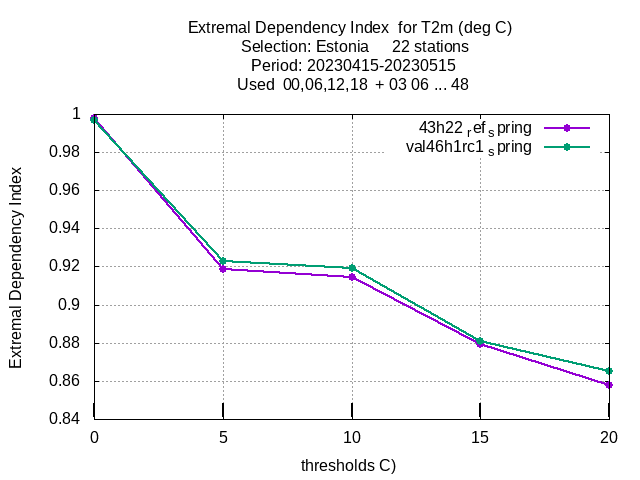 Extremal Dependency Index  for T2m (deg C)
Selection: Estonia     22 stations
Period: 20230415-20230515
Used  00,06,12,18  + 03 06 ... 48
43h22 ref spring
val46h1rc1 spring
1
0.98
0.96
0.94
0.92
0.9
0.88
0.86
0.84
Extremal Dependency Index
0 5 10 15 20
thresholds C)